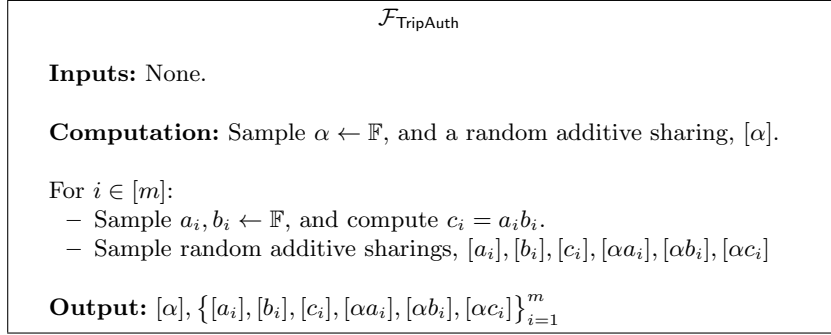 𝓕_TripAuth
Inputs: None.
Computation: Sample α ← 𝔽, and a random additive sharing, [α].
For i ∈ [m]:
– Sample aᵢ, bᵢ ← 𝔽, and compute cᵢ = aᵢbᵢ.
– Sample random additive sharings, [aᵢ], [bᵢ], [cᵢ], [αaᵢ], [αbᵢ], [αcᵢ]
Output: [α], {[aᵢ], [bᵢ], [cᵢ], [αaᵢ], [αbᵢ], [αcᵢ]}ᵢ₌₁ᵐ